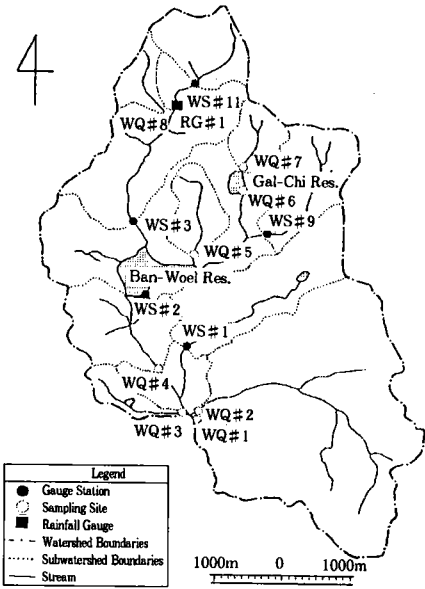 4
WS#11
WQ#8 RG#1
WQ#7
Gal-Chi Res.
WQ#6
WS#3
WS#9
WQ#5
Ban-Woel Res.
WS#2
WS#1
WQ#4
WQ#2
WQ#3 WQ#1
Legend
Gauge Station
Sampling Site
Rainfall Gauge
Watershed Boundaries
Subwatershed Boundaries
Stream
1000m 0 1000m